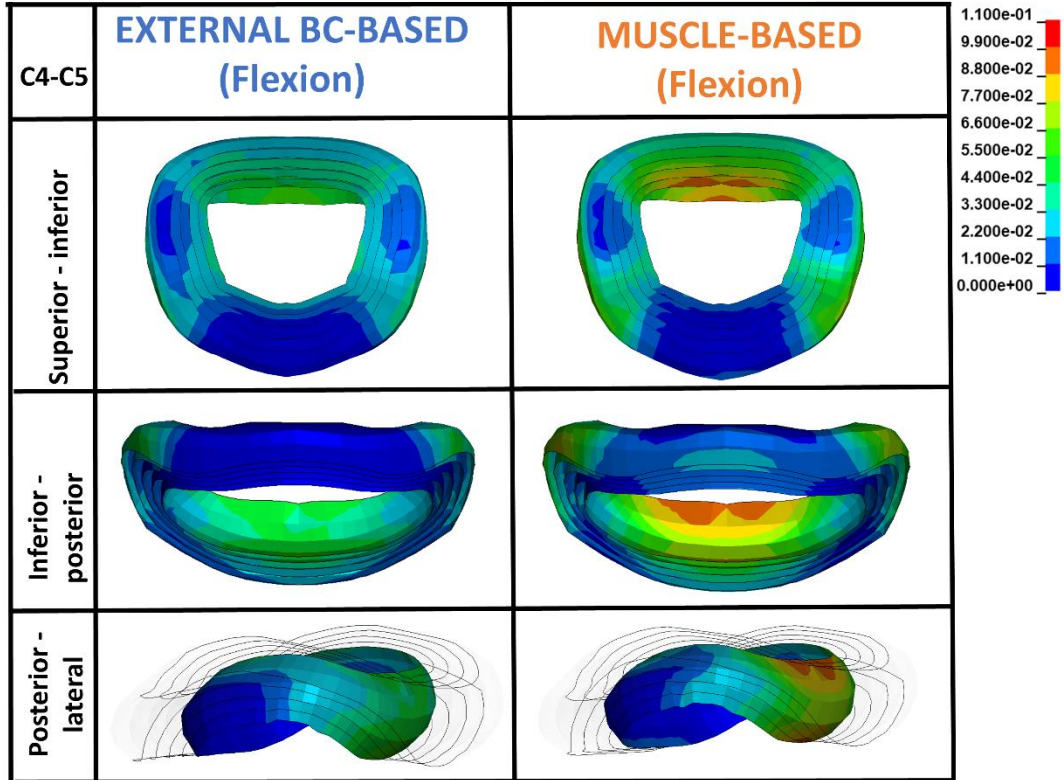 C4-C5
EXTERNAL BC-BASED
(Flexion)
MUSCLE-BASED
(Flexion)
Superior - inferior
Inferior -
posterior
Posterior -
lateral
1.100e-01
9.900e-02
8.800e-02
7.700e-02
6.600e-02
5.500e-02
4.400e-02
3.300e-02
2.200e-02
1.100e-02
0.000e+00